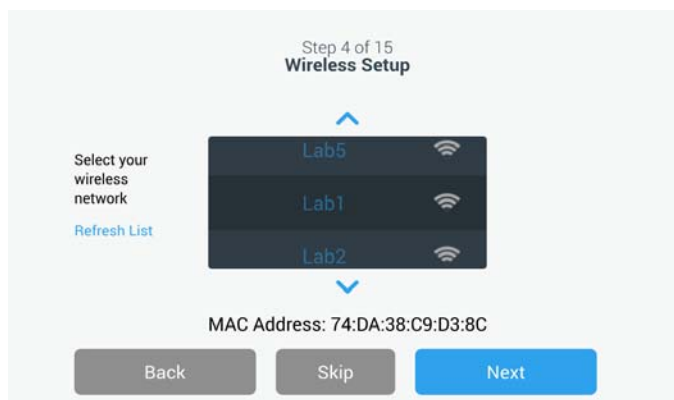 Step 4 of 15
Wireless Setup
Select your
wireless
network
Refresh List
Lab5
Lab1
Lab2
MAC Address: 74:DA:38:C9:D3:8C
Back
Skip
Next